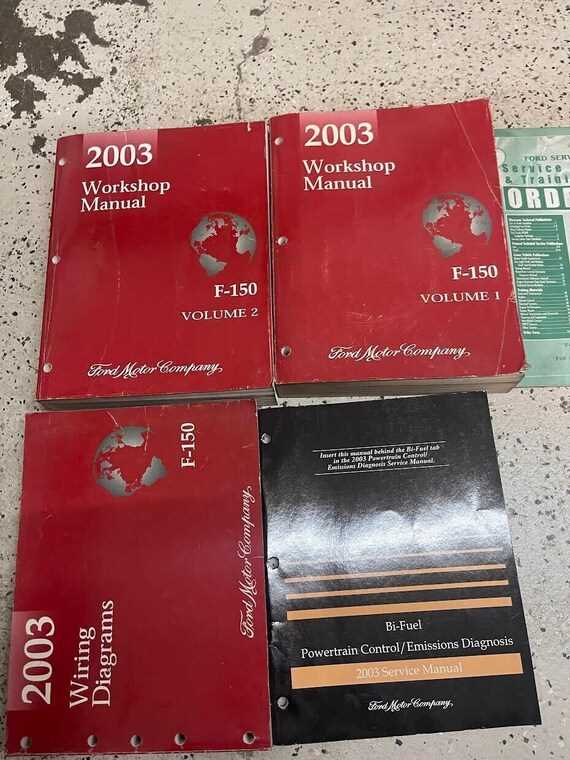 2003
Workshop
Manual
F-150
VOLUME 2
Ford Motor Company
2003
Workshop
Manual
F-150
VOLUME 1
Ford Motor Company
FORD SERV
Service
& Traini
ORDE
2003
Wiring
Diagrams
F-150
Ford Motor Company
Insert this manual behind the Bi-Fuel tab
in the 2003 Powertrain Control/
Emissions Diagnosis Service Manual.
Bi-Fuel
Powertrain Control/Emissions Diagnosis
2003 Service Manual
Ford Motor Company